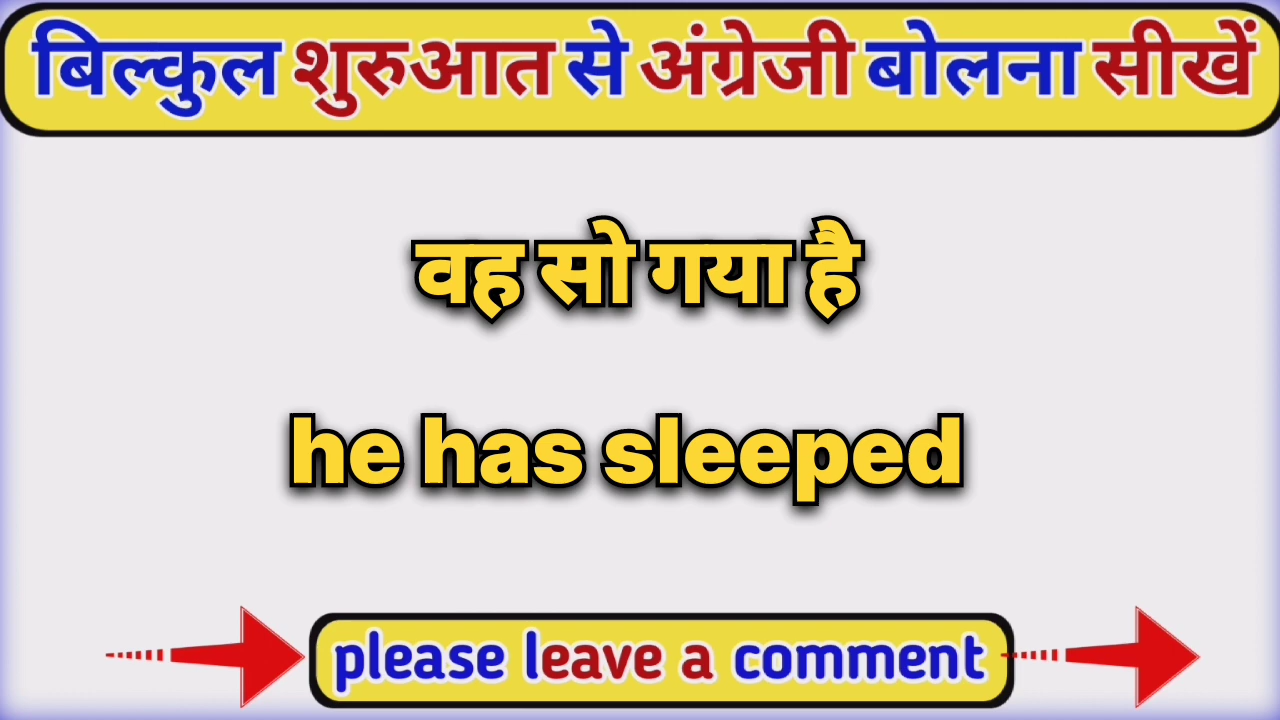 बिल्कुल शुरुआत से अंग्रेजी बोलना सीखें
वह सो गया है
he has sleeped
please leave a comment